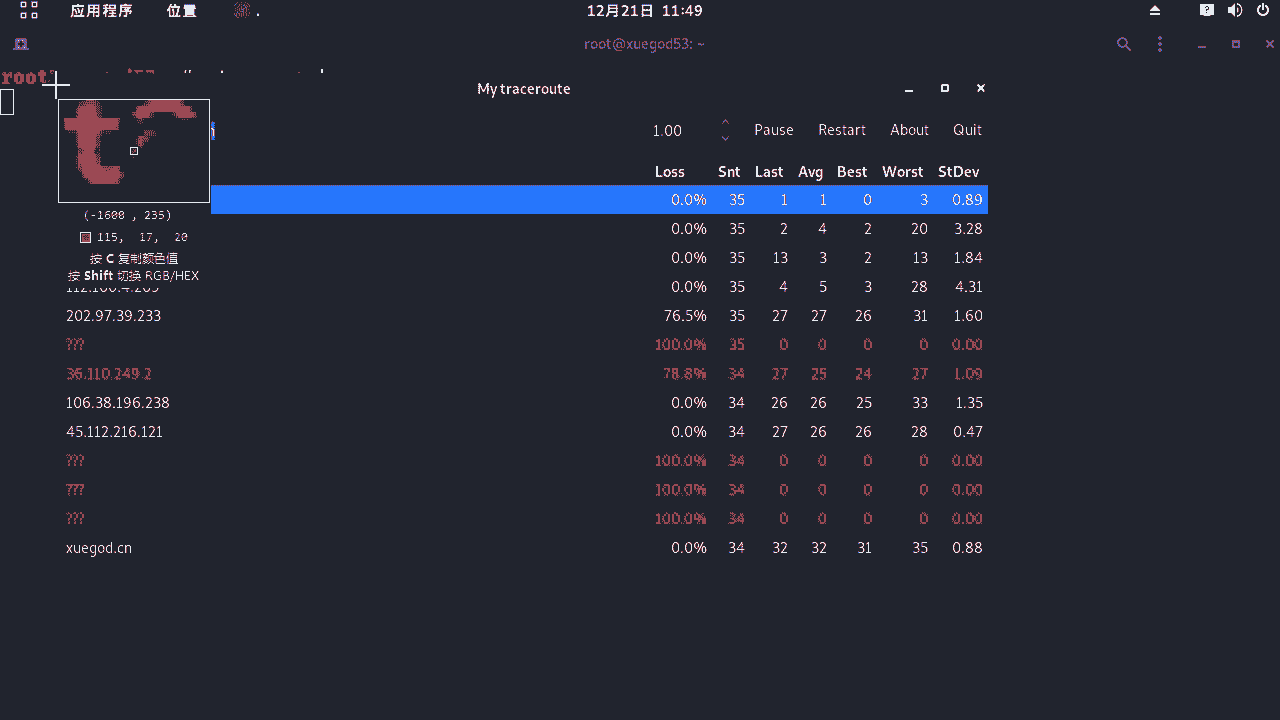 应用程序 位置 . 12月21日 11:49
root@xuegod53: ~
root
My traceroute
1.00 Pause Restart About Quit
Loss Snt Last Avg Best Worst StDev
0.0% 35 1 1 0 3 0.89
0.0% 35 2 4 2 20 3.28
(-1600 , 235)
115, 17, 20
0.0% 35 13 3 2 13 1.84
按 C 复制颜色值
按 Shift 切换 RGB/HEX
0.0% 35 4 5 3 28 4.31
202.97.39.233 76.5% 35 27 27 26 31 1.60
??? 100.0% 35 0 0 0 0 0.00
36.110.249.2 78.8% 34 27 25 24 27 1.09
106.38.196.238 0.0% 34 26 26 25 33 1.35
45.112.216.121 0.0% 34 27 26 26 28 0.47
??? 100.0% 34 0 0 0 0 0.00
??? 100.0% 34 0 0 0 0 0.00
??? 100.0% 34 0 0 0 0 0.00
xuegod.cn 0.0% 34 32 32 31 35 0.88